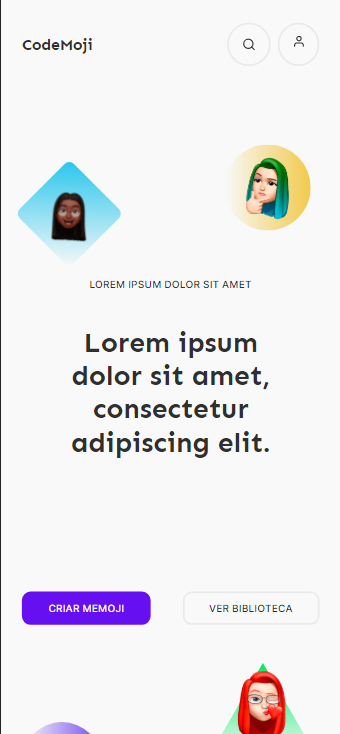 CodeMoji
LOREM IPSUM DOLOR SIT AMET
Lorem ipsum
dolor sit amet,
consectetur
adipiscing elit.
CRIAR MEMOJI
VER BIBLIOTECA